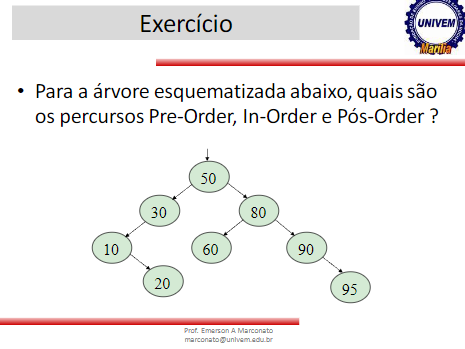 Exercício
UNIVEM
Marília
• Para a árvore esquematizada abaixo, quais são
os percursos Pre-Order, In-Order e Pós-Order ?
50
30
80
10
60
90
20
95
Prof. Emerson A Marconato
marconato@univem.edu.br